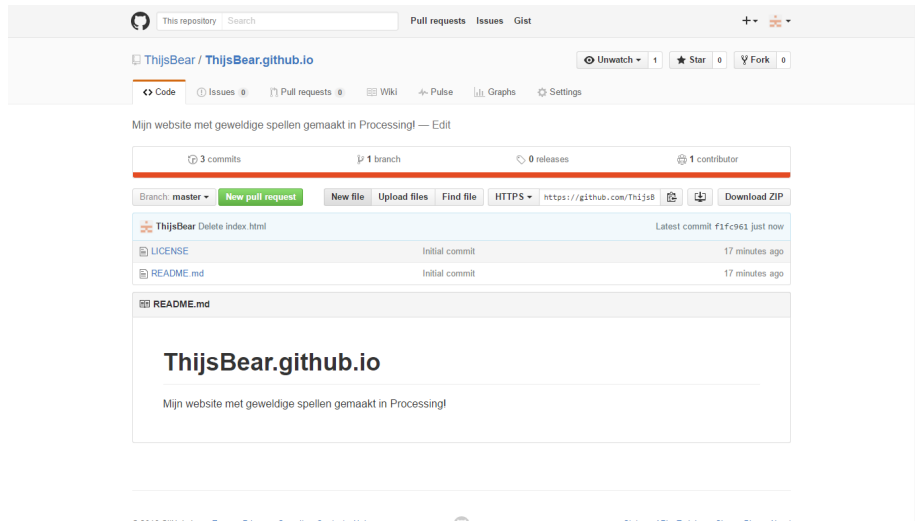 This repository Search Pull requests Issues Gist
ThijsBear / ThijsBear.github.io Unwatch 1 Star 0 Fork 0
Code Issues 0 Pull requests 0 Wiki Pulse Graphs Settings
Mijn website met geweldige spellen gemaakt in Processing! — Edit
3 commits 1 branch 0 releases 1 contributor
Branch: master New pull request New file Upload files Find file HTTPS https://github.com/ThijsB Download ZIP
ThijsBear Delete index.html Latest commit f1fc961 just now
LICENSE Initial commit 17 minutes ago
README.md Initial commit 17 minutes ago
README.md
ThijsBear.github.io
Mijn website met geweldige spellen gemaakt in Processing!